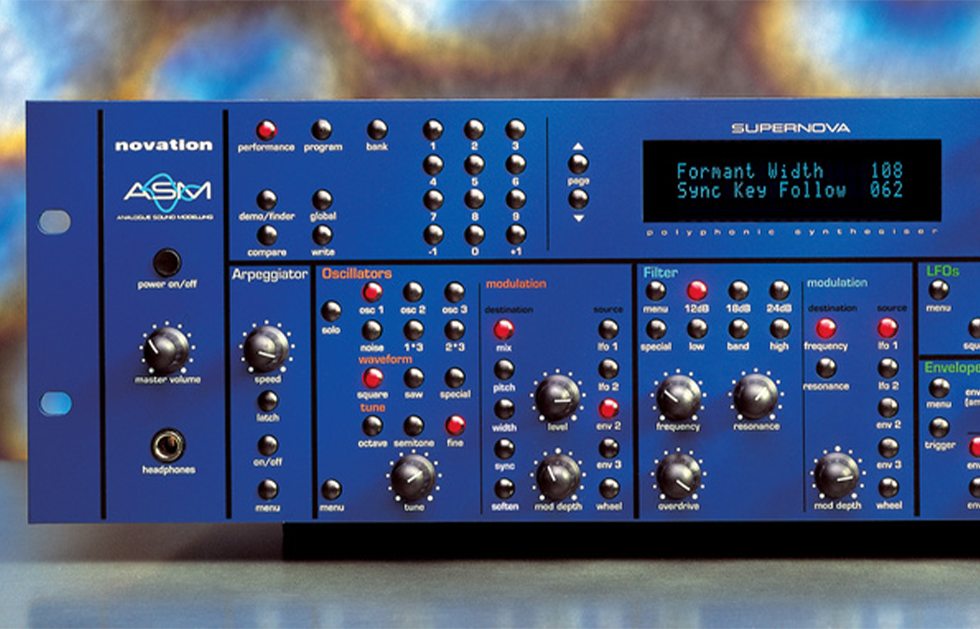 novation
ASM
ANALOGUE SOUND MODELLING
power on/off
master volume
headphones
performance program bank
demo/finder global
compare write
1 2 3
4 5 6
7 8 9
-1 0 +1
page
SUPERNOVA
Formant Width 108
Sync Key Follow 062
polyphonic synthesiser
Arpeggiator
speed
latch
on/off
menu
Oscillators
solo
osc 1 osc 2 osc 3
noise 1*3 2*3
waveform
square saw special
tune
octave semitone fine
menu
tune
modulation
destination source
mix
pitch
width
sync
soften
level
mod depth
lfo 1
lfo 2
env 2
env 3
wheel
Filter
menu 12dB 18dB 24dB
special low band high
frequency resonance
overdrive
modulation
destination source
frequency
resonance
mod depth
lfo 1
lfo 2
env 2
env 3
wheel
LFOs
menu
squ
Envelope
menu
trigger
env